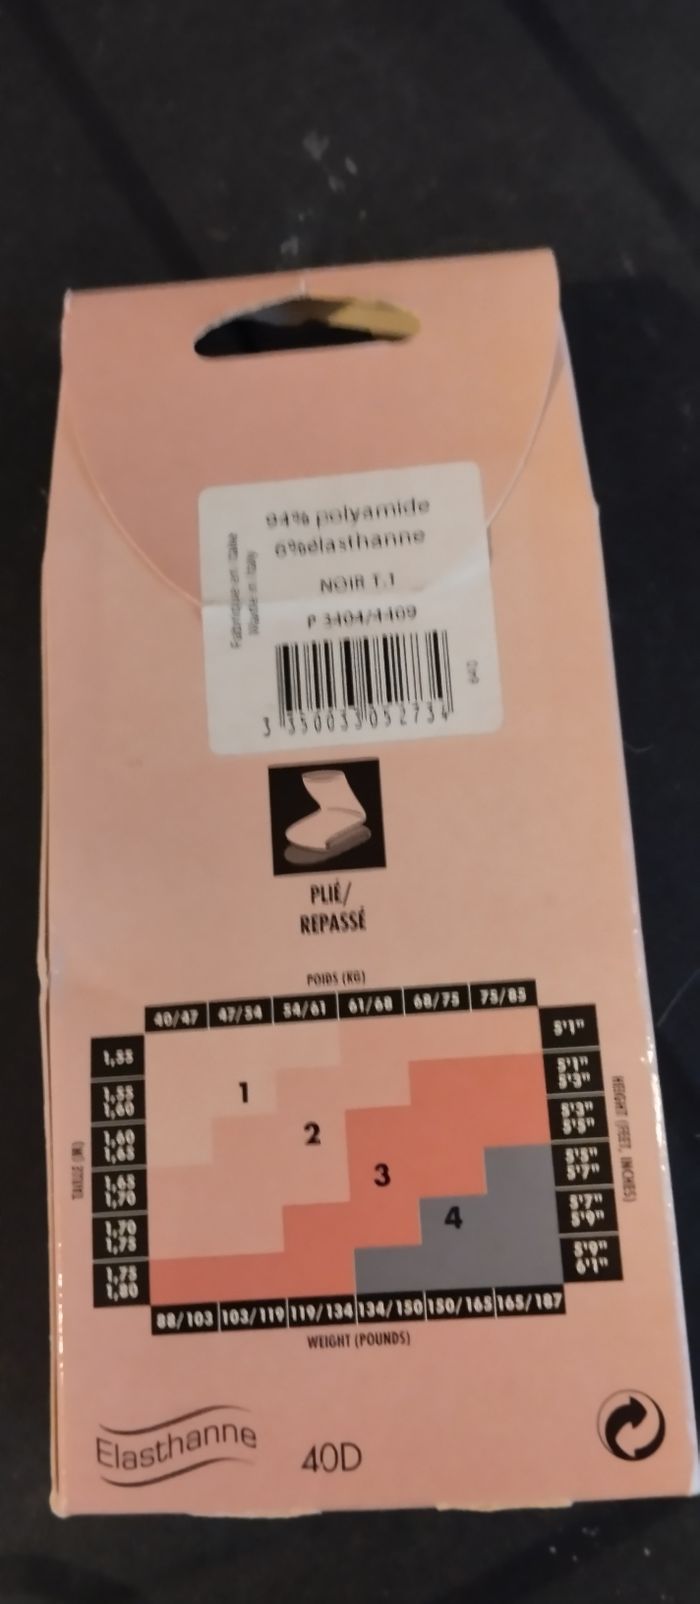 94% polyamide
6%élasthanne
NOIR T.1
P 3404/4409
Fabriqué en Italie
Made in Italy
640
3 350033 052734
PLIÉ/
REPASSÉ
POIDS (KG)
40/47 47/54 54/61 61/68 68/75 75/85
TAILLE (M)
1,55
1,55
1,60
1,60
1,65
1,65
1,70
1,70
1,75
1,75
1,80
1
2
3
4
5'1"
5'1"
5'3"
5'3"
5'5"
5'5"
5'7"
5'7"
5'9"
5'9"
6'1"
HEIGHT (FEET, INCHES)
88/103 103/119 119/134 134/150 150/165 165/187
WEIGHT (POUNDS)
Elasthanne
40D